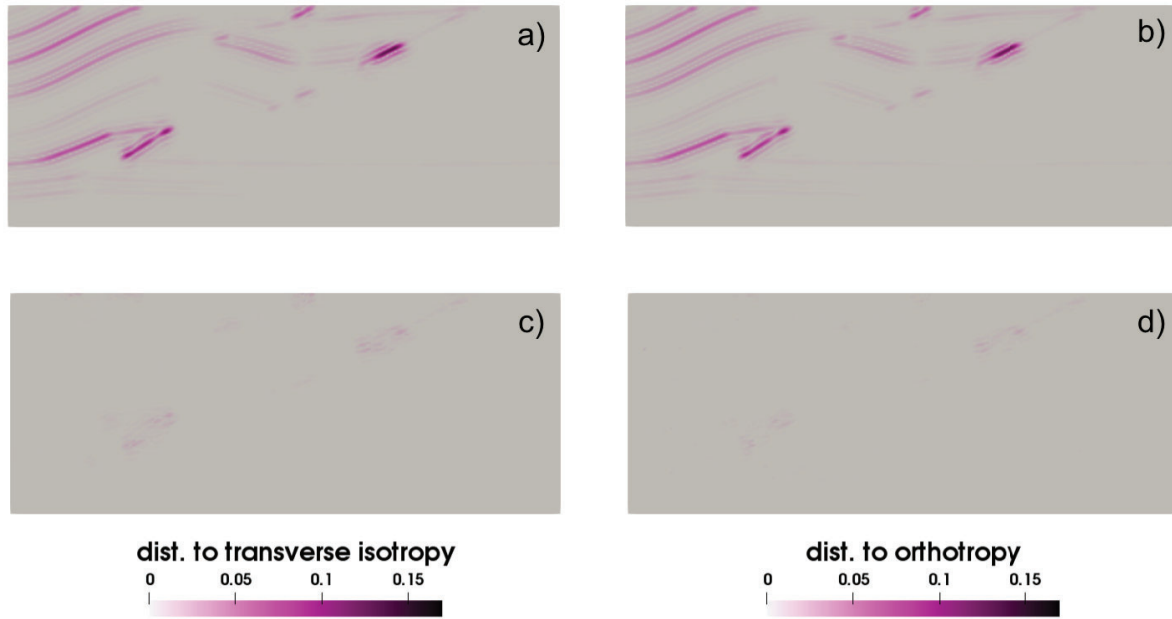 a)
b)
c)
d)
dist. to transverse isotropy
0 0.05 0.1 0.15
dist. to orthotropy
0 0.05 0.1 0.15